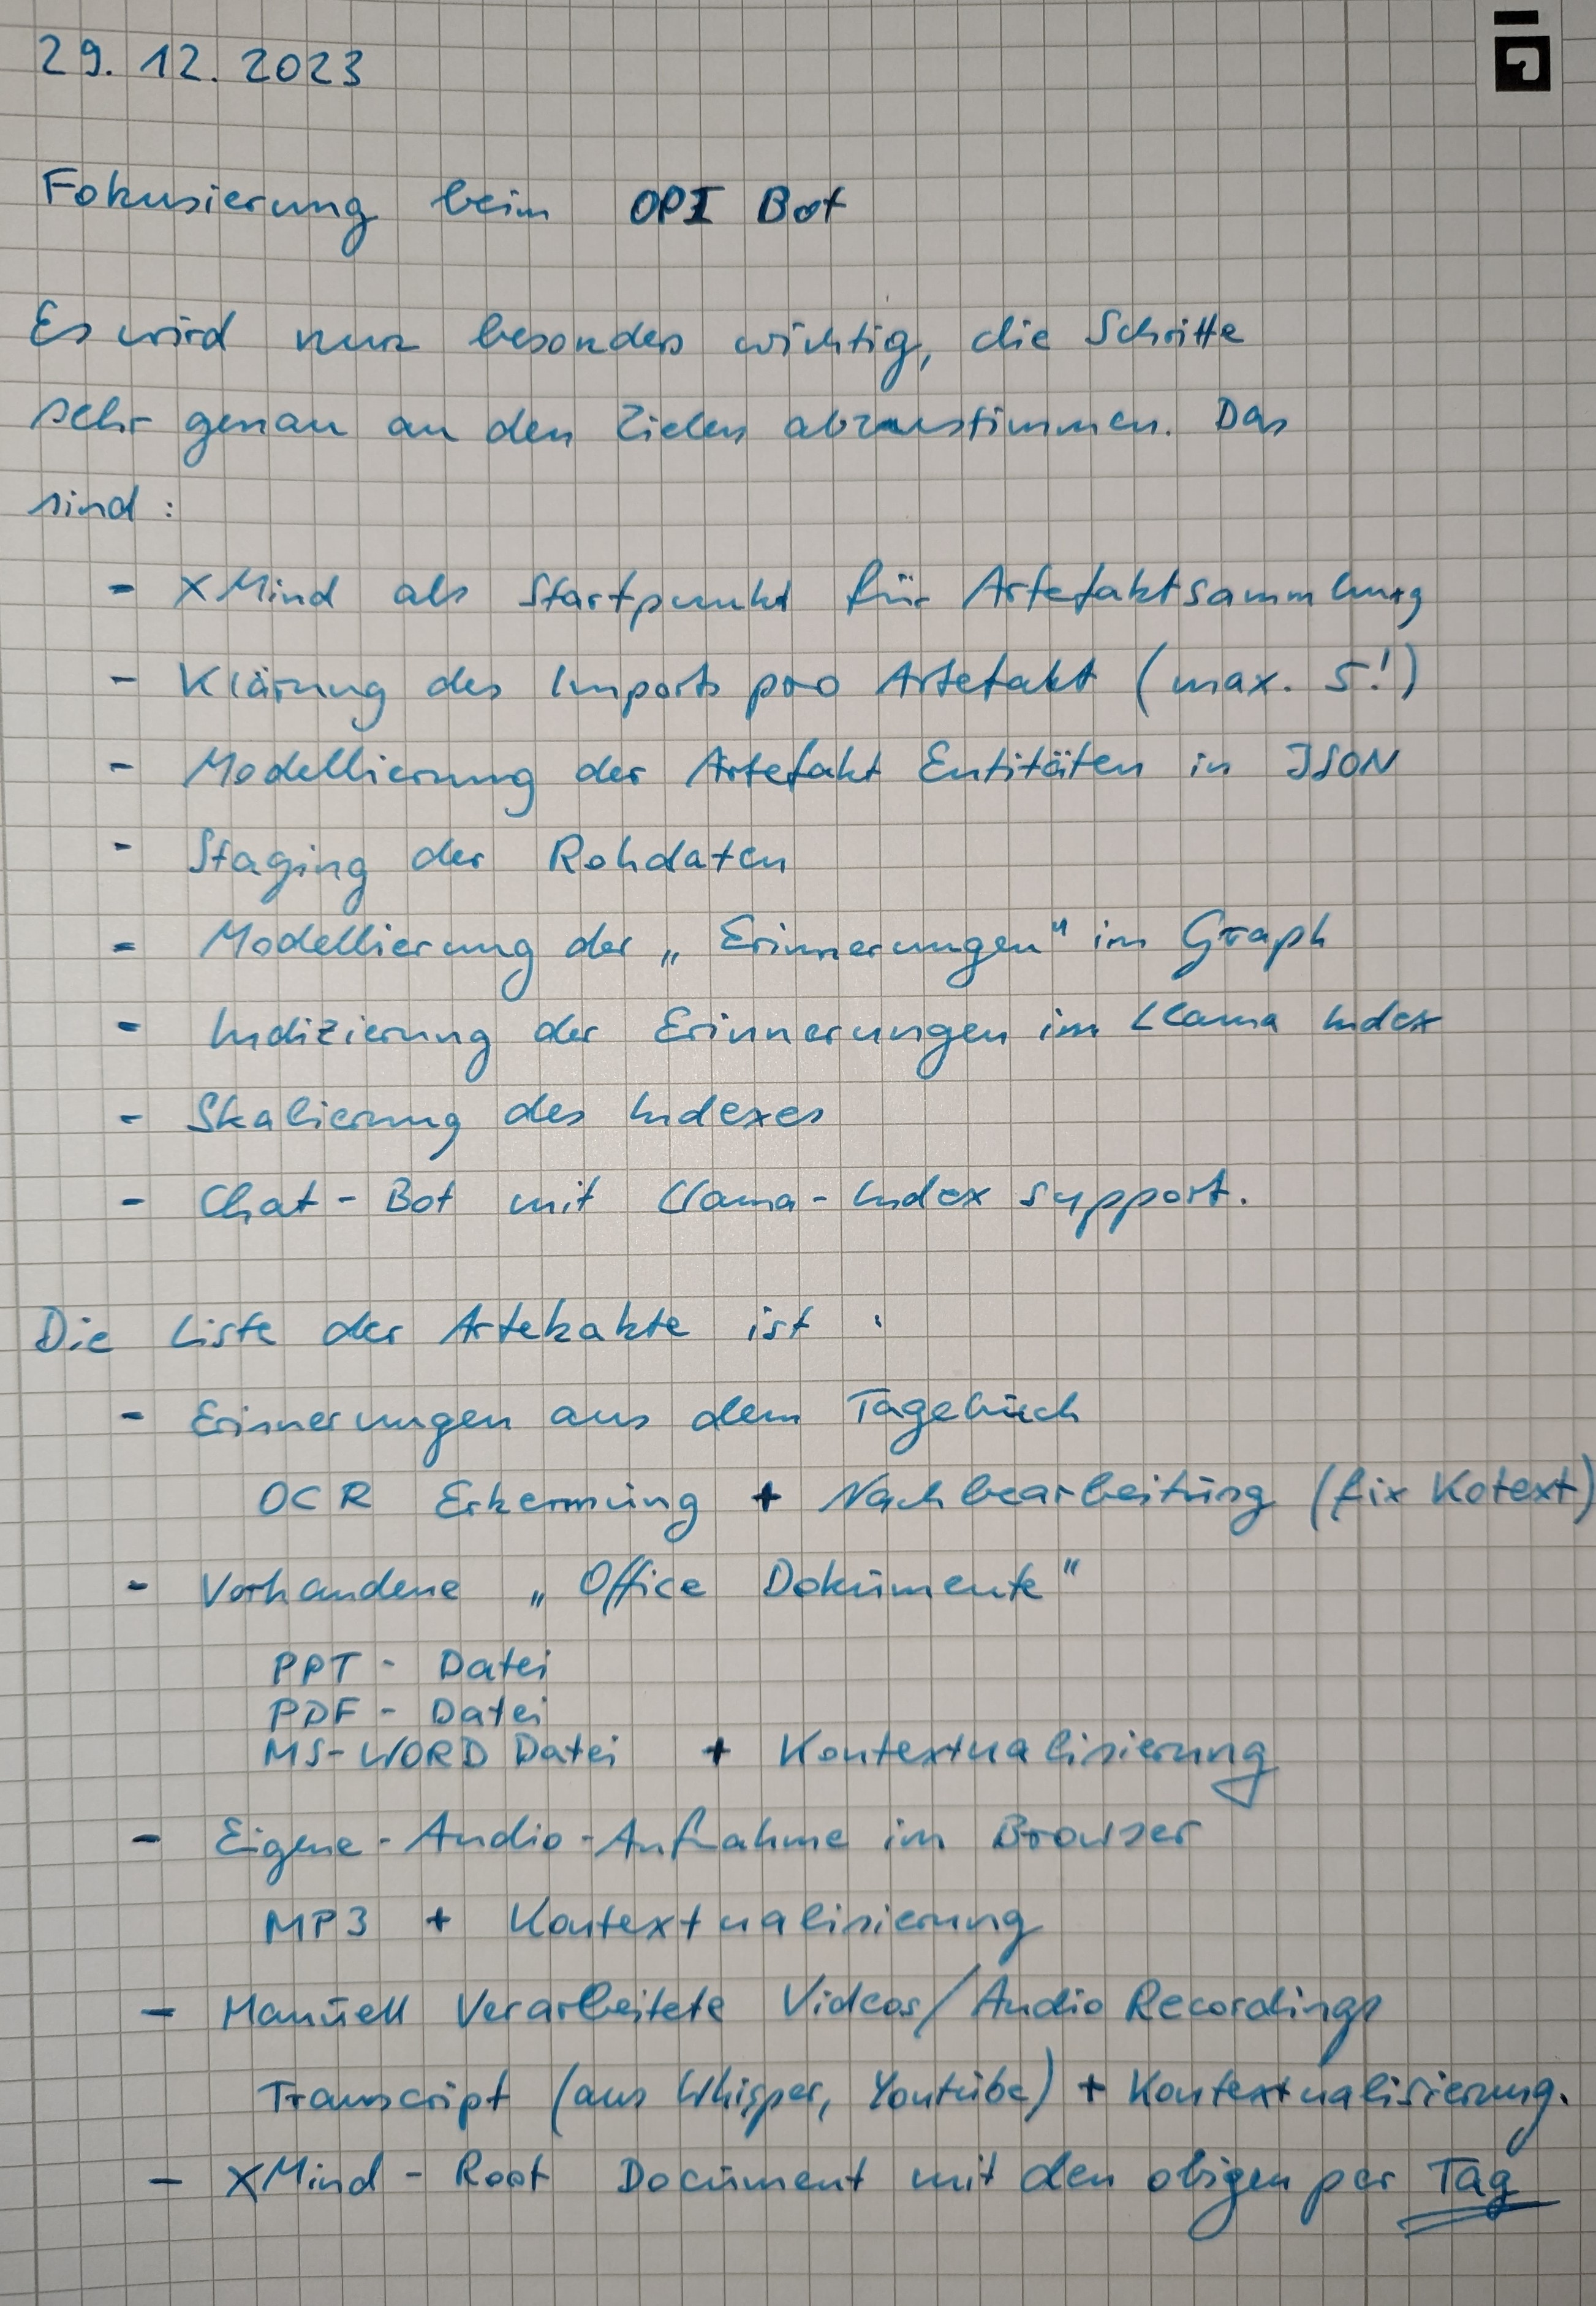 29.12.2023
Fokusierung beim OPI Bot
Es wird nun besonders wichtig, die Schritte
sehr genau an den Zielen abzustimmen. Das
sind:
- XMind als Startpunkt für Artefaktsammlung
- Klärung des Imports pro Artefakt (max. 5!)
- Modellierung der Artefakt Entitäten in JSON
- Staging der Rohdaten
- Modellierung der „Erinnerungen“ im Graph
- Indizierung der Erinnerungen im LLama Index
- Skalierung des Indexes
- Chat-Bot mit Llama-Index support.
Die Liste der Artekakte ist :
- Erinnerungen aus dem Tagebuch
OCR Erkennung + Nachbearbeitung (fix Kotext)
- Vorhandene „Office Dokumente“
PPT - Datei
PDF - Datei
MS-WORD Datei + Kontextualisierung
- Eigene-Audio-Aufnahme im Browser
MP3 + Kontextualisierung
- Manuell Verarbeitete Videos/Audio Recordings
Transcript (aus Whisper, Youtube) + Kontextualisierung.
- XMind - Root Document mit den obigen per Tag